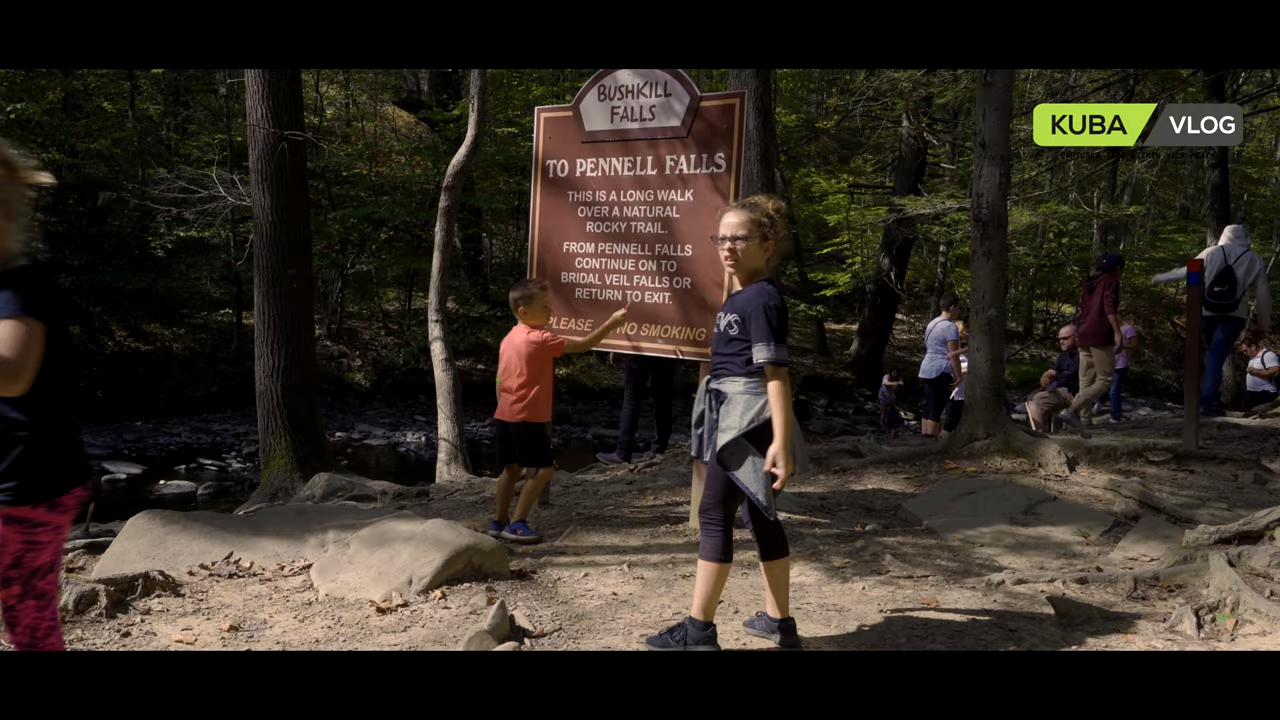 BUSHKILL
FALLS
KUBA VLOG
TO PENNELL FALLS
THIS IS A LONG WALK
OVER A NATURAL
ROCKY TRAIL.
FROM PENNELL FALLS
CONTINUE ON TO
BRIDAL VEIL FALLS OR
RETURN TO EXIT.
PLEASE NO SMOKING